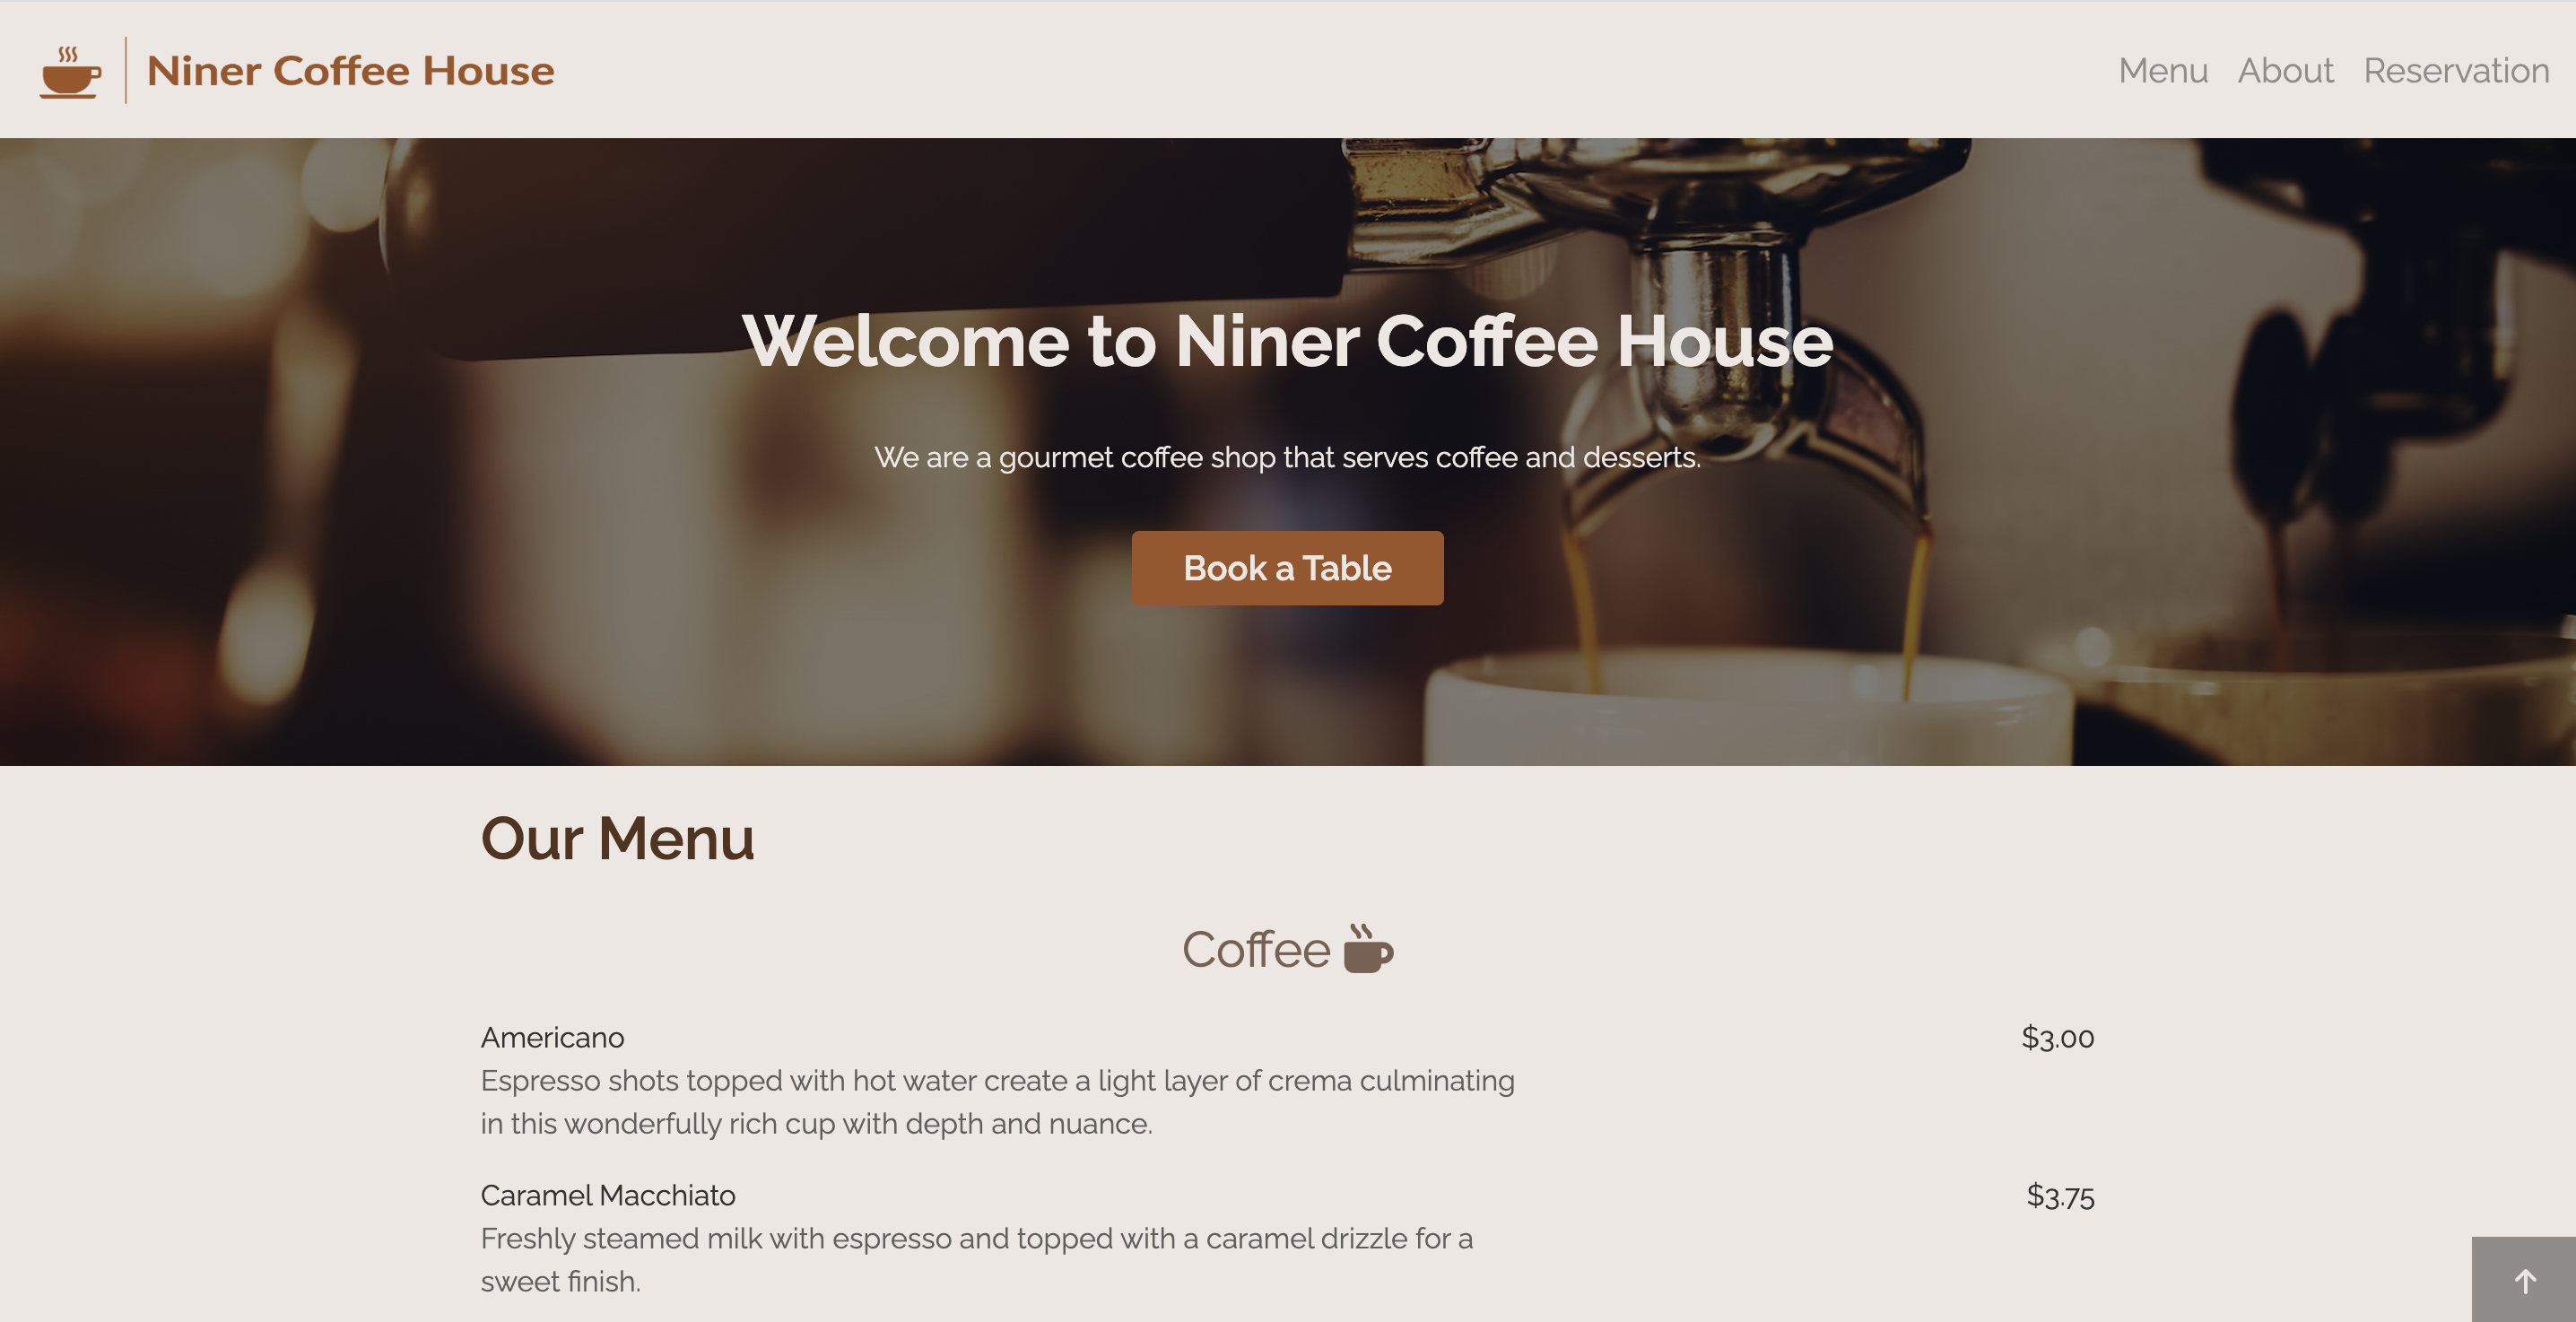 Niner Coffee House
Menu About Reservation
Welcome to Niner Coffee House
We are a gourmet coffee shop that serves coffee and desserts.
Book a Table
Our Menu
Coffee
Americano $3.00
Espresso shots topped with hot water create a light layer of crema culminating
in this wonderfully rich cup with depth and nuance.
Caramel Macchiato $3.75
Freshly steamed milk with espresso and topped with a caramel drizzle for a
sweet finish.